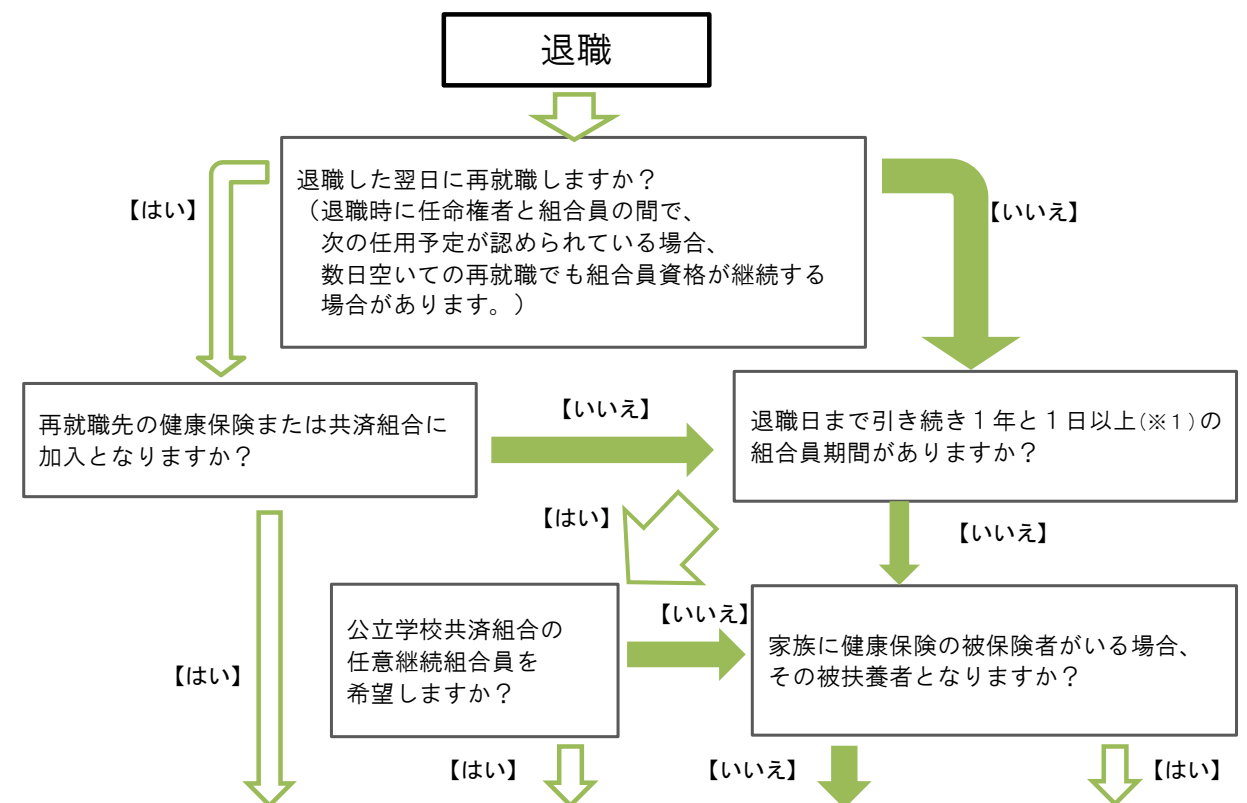 退職
退職した翌日に再就職しますか？
（退職時に任命権者と組合員の間で、
次の任用予定が認められている場合、
数日空いての再就職でも組合員資格が継続する
場合があります。）
【はい】
【いいえ】
再就職先の健康保険または共済組合に
加入となりますか？
【いいえ】
退職日まで引き続き１年と１日以上(※１)の
組合員期間がありますか？
【はい】
【いいえ】
公立学校共済組合の
任意継続組合員を
希望しますか？
【いいえ】
家族に健康保険の被保険者がいる場合、
その被扶養者となりますか？
【はい】
【はい】
【いいえ】
【はい】